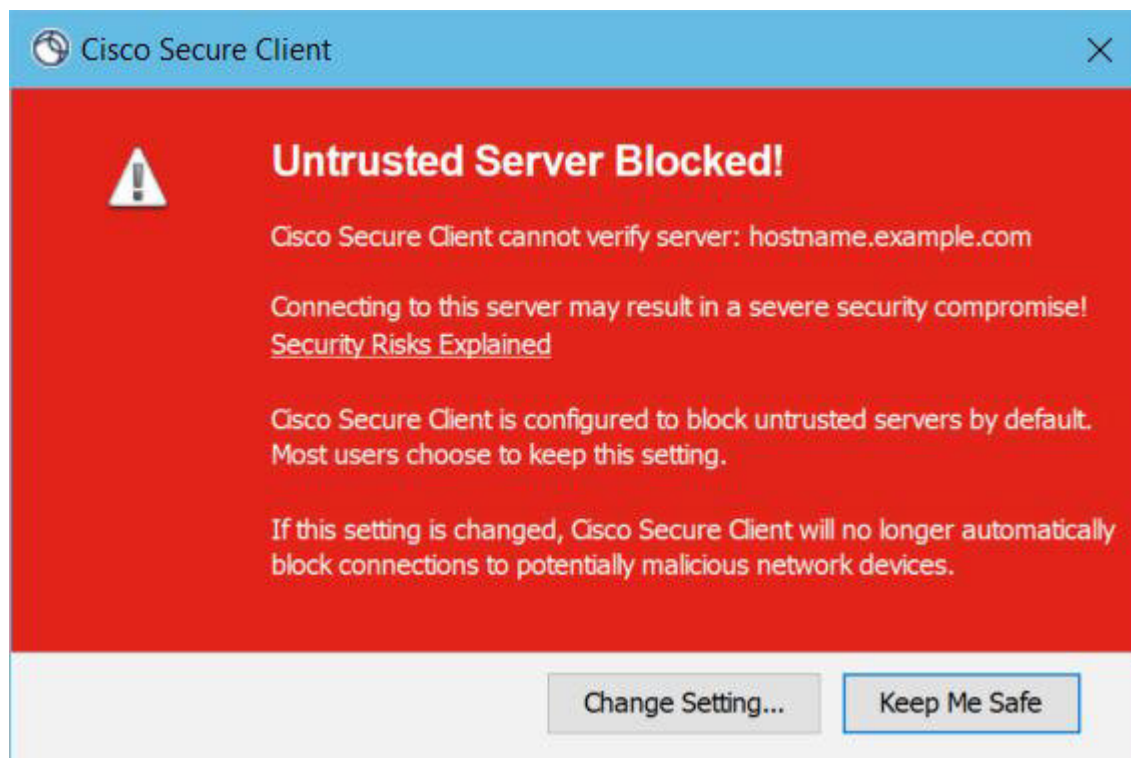 Cisco Secure Client
Untrusted Server Blocked!
Cisco Secure Client cannot verify server: hostname.example.com
Connecting to this server may result in a severe security compromise!
Security Risks Explained
Cisco Secure Client is configured to block untrusted servers by default.
Most users choose to keep this setting.
If this setting is changed, Cisco Secure Client will no longer automatically
block connections to potentially malicious network devices.
Change Setting...
Keep Me Safe